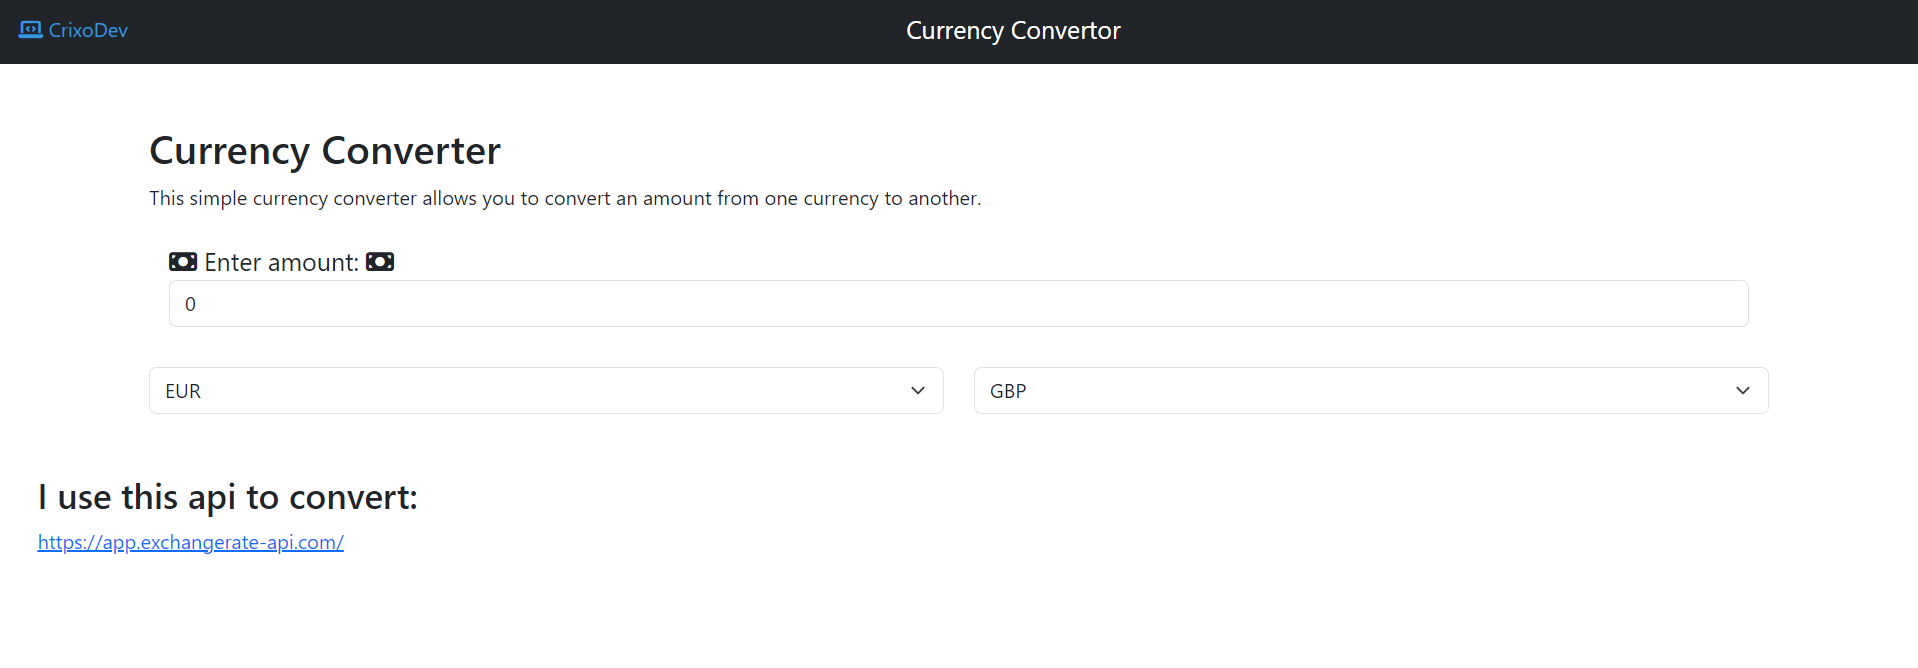 CrixoDev
Currency Convertor
Currency Converter
This simple currency converter allows you to convert an amount from one currency to another.
Enter amount:
0
EUR
GBP
I use this api to convert:
https://app.exchangerate-api.com/